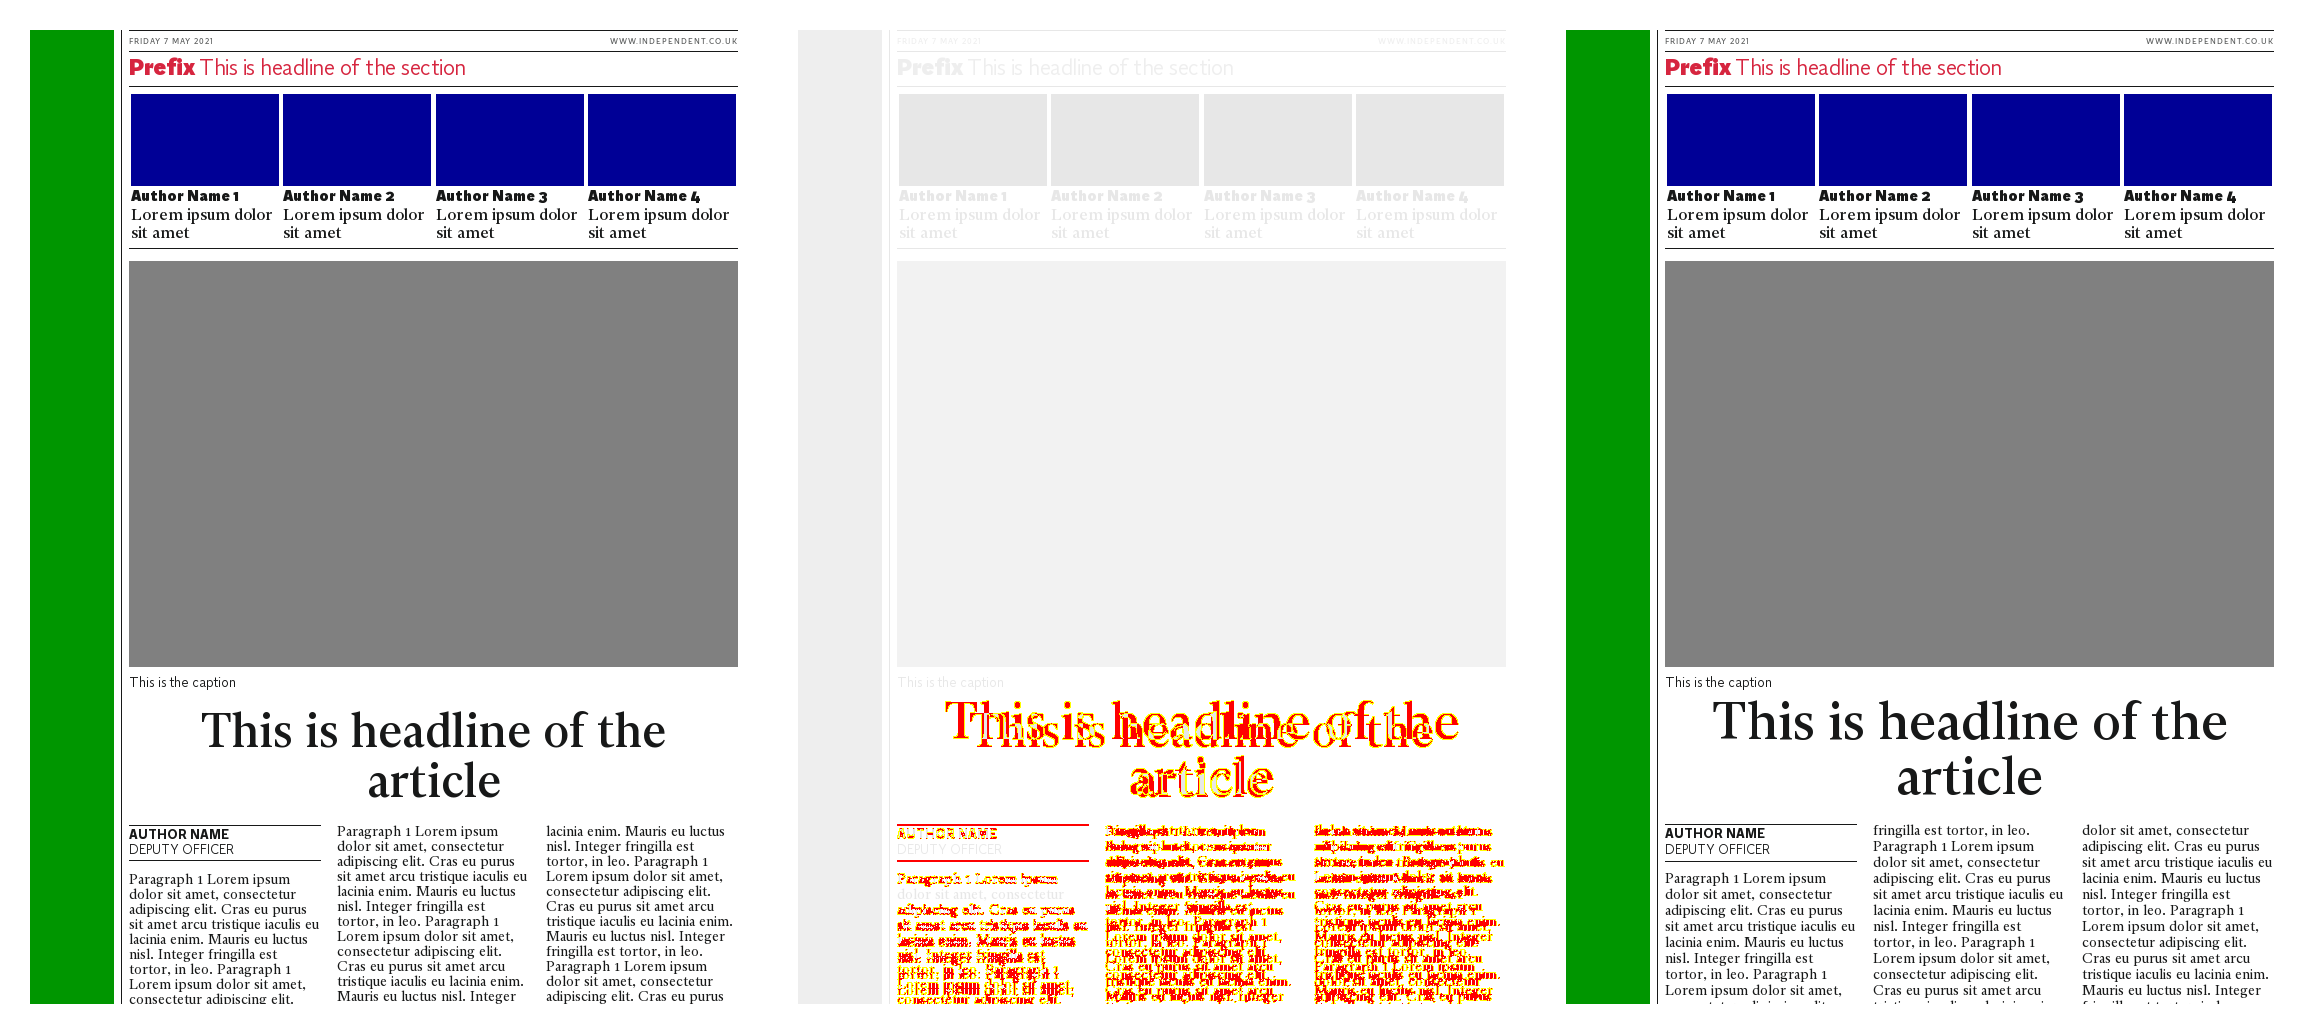 FRIDAY 7 MAY 2021
WWW.INDEPENDENT.CO.UK
Prefix This is headline of the section
Author Name 1
Lorem ipsum dolor
sit amet
Author Name 2
Lorem ipsum dolor
sit amet
Author Name 3
Lorem ipsum dolor
sit amet
Author Name 4
Lorem ipsum dolor
sit amet
This is the caption
This is headline of the
article
AUTHOR NAME
DEPUTY OFFICER
Paragraph 1 Lorem ipsum
dolor sit amet, consectetur
adipiscing elit. Cras eu purus
sit amet arcu tristique iaculis eu
lacinia enim. Mauris eu luctus
nisl. Integer fringilla est
tortor, in leo. Paragraph 1
Lorem ipsum dolor sit amet,
consectetur adipiscing elit.
Paragraph 1 Lorem ipsum
dolor sit amet, consectetur
adipiscing elit. Cras eu purus
sit amet arcu tristique iaculis eu
lacinia enim. Mauris eu luctus
nisl. Integer fringilla est
tortor, in leo. Paragraph 1
Lorem ipsum dolor sit amet,
consectetur adipiscing elit.
Cras eu purus sit amet arcu
tristique iaculis eu lacinia enim.
Mauris eu luctus nisl. Integer
lacinia enim. Mauris eu luctus
nisl. Integer fringilla est
tortor, in leo. Paragraph 1
Lorem ipsum dolor sit amet,
consectetur adipiscing elit.
Cras eu purus sit amet arcu
tristique iaculis eu lacinia enim.
Mauris eu luctus nisl. Integer
fringilla est tortor, in leo.
Paragraph 1 Lorem ipsum
dolor sit amet, consectetur
adipiscing elit. Cras eu purus
FRIDAY 7 MAY 2021
WWW.INDEPENDENT.CO.UK
Prefix This is headline of the section
Author Name 1
Lorem ipsum dolor
sit amet
Author Name 2
Lorem ipsum dolor
sit amet
Author Name 3
Lorem ipsum dolor
sit amet
Author Name 4
Lorem ipsum dolor
sit amet
This is the caption
This is headline of the
article
AUTHOR NAME
DEPUTY OFFICER
Paragraph 1 Lorem ipsum
dolor sit amet, consectetur
FRIDAY 7 MAY 2021
WWW.INDEPENDENT.CO.UK
Prefix This is headline of the section
Author Name 1
Lorem ipsum dolor
sit amet
Author Name 2
Lorem ipsum dolor
sit amet
Author Name 3
Lorem ipsum dolor
sit amet
Author Name 4
Lorem ipsum dolor
sit amet
This is the caption
This is headline of the
article
AUTHOR NAME
DEPUTY OFFICER
Paragraph 1 Lorem ipsum
dolor sit amet, consectetur
adipiscing elit. Cras eu purus
sit amet arcu tristique iaculis eu
lacinia enim. Mauris eu luctus
nisl. Integer fringilla est
tortor, in leo. Paragraph 1
Lorem ipsum dolor sit amet,
fringilla est tortor, in leo.
Paragraph 1 Lorem ipsum
dolor sit amet, consectetur
adipiscing elit. Cras eu purus
sit amet arcu tristique iaculis eu
lacinia enim. Mauris eu luctus
nisl. Integer fringilla est
tortor, in leo. Paragraph 1
Lorem ipsum dolor sit amet,
consectetur adipiscing elit.
Cras eu purus sit amet arcu
dolor sit amet, consectetur
adipiscing elit. Cras eu purus
sit amet arcu tristique iaculis eu
lacinia enim. Mauris eu luctus
nisl. Integer fringilla est
tortor, in leo. Paragraph 1
Lorem ipsum dolor sit amet,
consectetur adipiscing elit.
Cras eu purus sit amet arcu
tristique iaculis eu lacinia enim.
Mauris eu luctus nisl. Integer